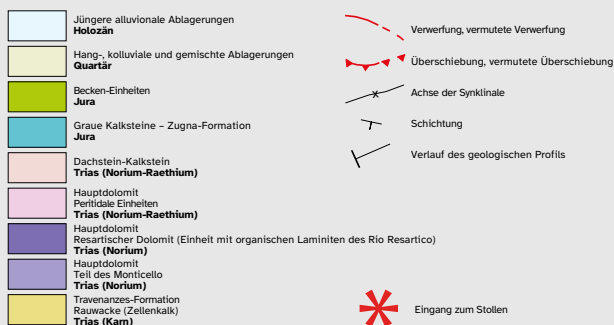 Jüngere alluvionale Ablagerungen
Holozän
Hang-, kolluviale und gemischte Ablagerungen
Quartär
Becken-Einheiten
Jura
Graue Kalksteine – Zugna-Formation
Jura
Dachstein-Kalkstein
Trias (Norium-Raethium)
Hauptdolomit
Peritidale Einheiten
Trias (Norium-Raethium)
Hauptdolomit
Resartischer Dolomit (Einheit mit organischen Laminiten des Rio Resartico)
Trias (Norium)
Hauptdolomit
Teil des Monticello
Trias (Norium)
Travenanzes-Formation
Rauwacke (Zellenkalk)
Trias (Karn)
Verwerfung, vermutete Verwerfung
Überschiebung, vermutete Überschiebung
Achse der Synklinale
Schichtung
Verlauf des geologischen Profils
Eingang zum Stollen